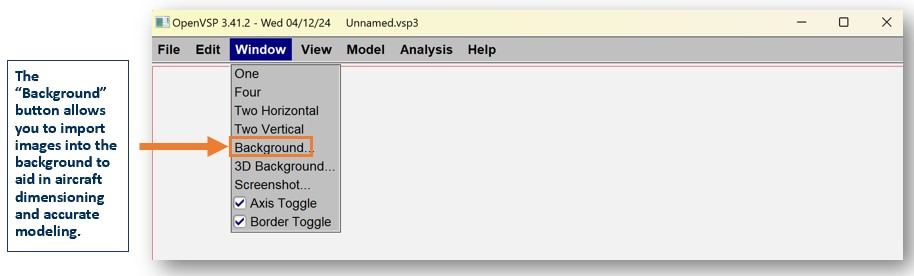 OpenVSP 3.41.2 - Wed 04/12/24 Unnamed.vsp3
File Edit Window View Model Analysis Help
The
“Background”
button allows
you to import
images into the
background to
aid in aircraft
dimensioning
and accurate
modeling.
One
Four
Two Horizontal
Two Vertical
Background...
3D Background...
Screenshot...
Axis Toggle
Border Toggle